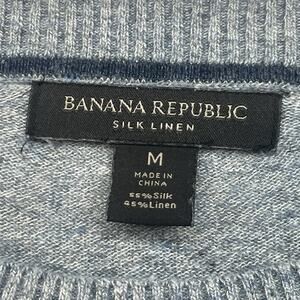 BANANA REPUBLIC
SILK LINEN
M
MADE IN
CHINA
55% Silk
45% Linen